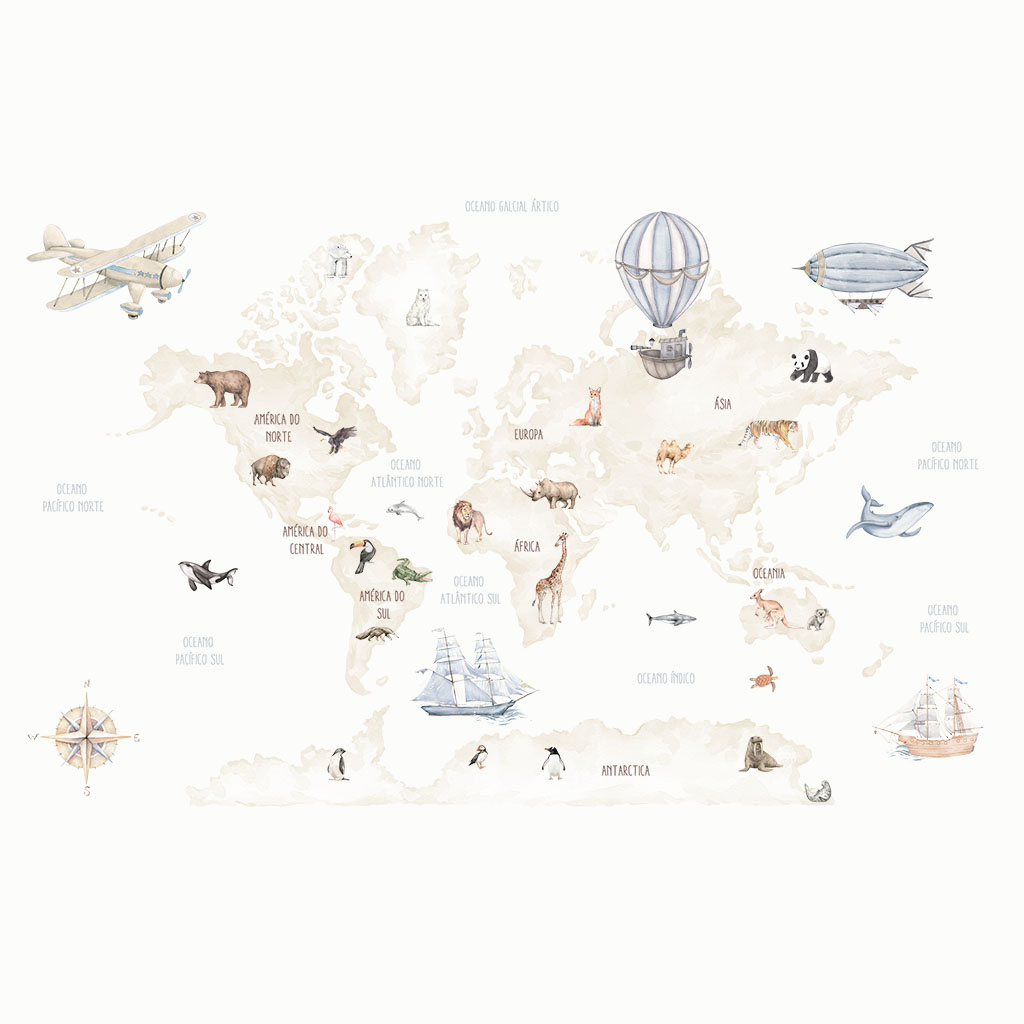 OCEANO GALCIAL ÁRTICO
AMÉRICA DO
NORTE
EUROPA
ÁSIA
OCEANO
ATLÂNTICO NORTE
OCEANO
PACÍFICO NORTE
OCEANO
PACÍFICO NORTE
AMÉRICA DO
CENTRAL
ÁFRICA
OCEANIA
AMÉRICA DO
SUL
OCEANO
ATLÂNTICO SUL
OCEANO
PACÍFICO SUL
OCEANO
PACÍFICO SUL
OCEANO ÍNDICO
N
W
E
S
ANTARCTICA